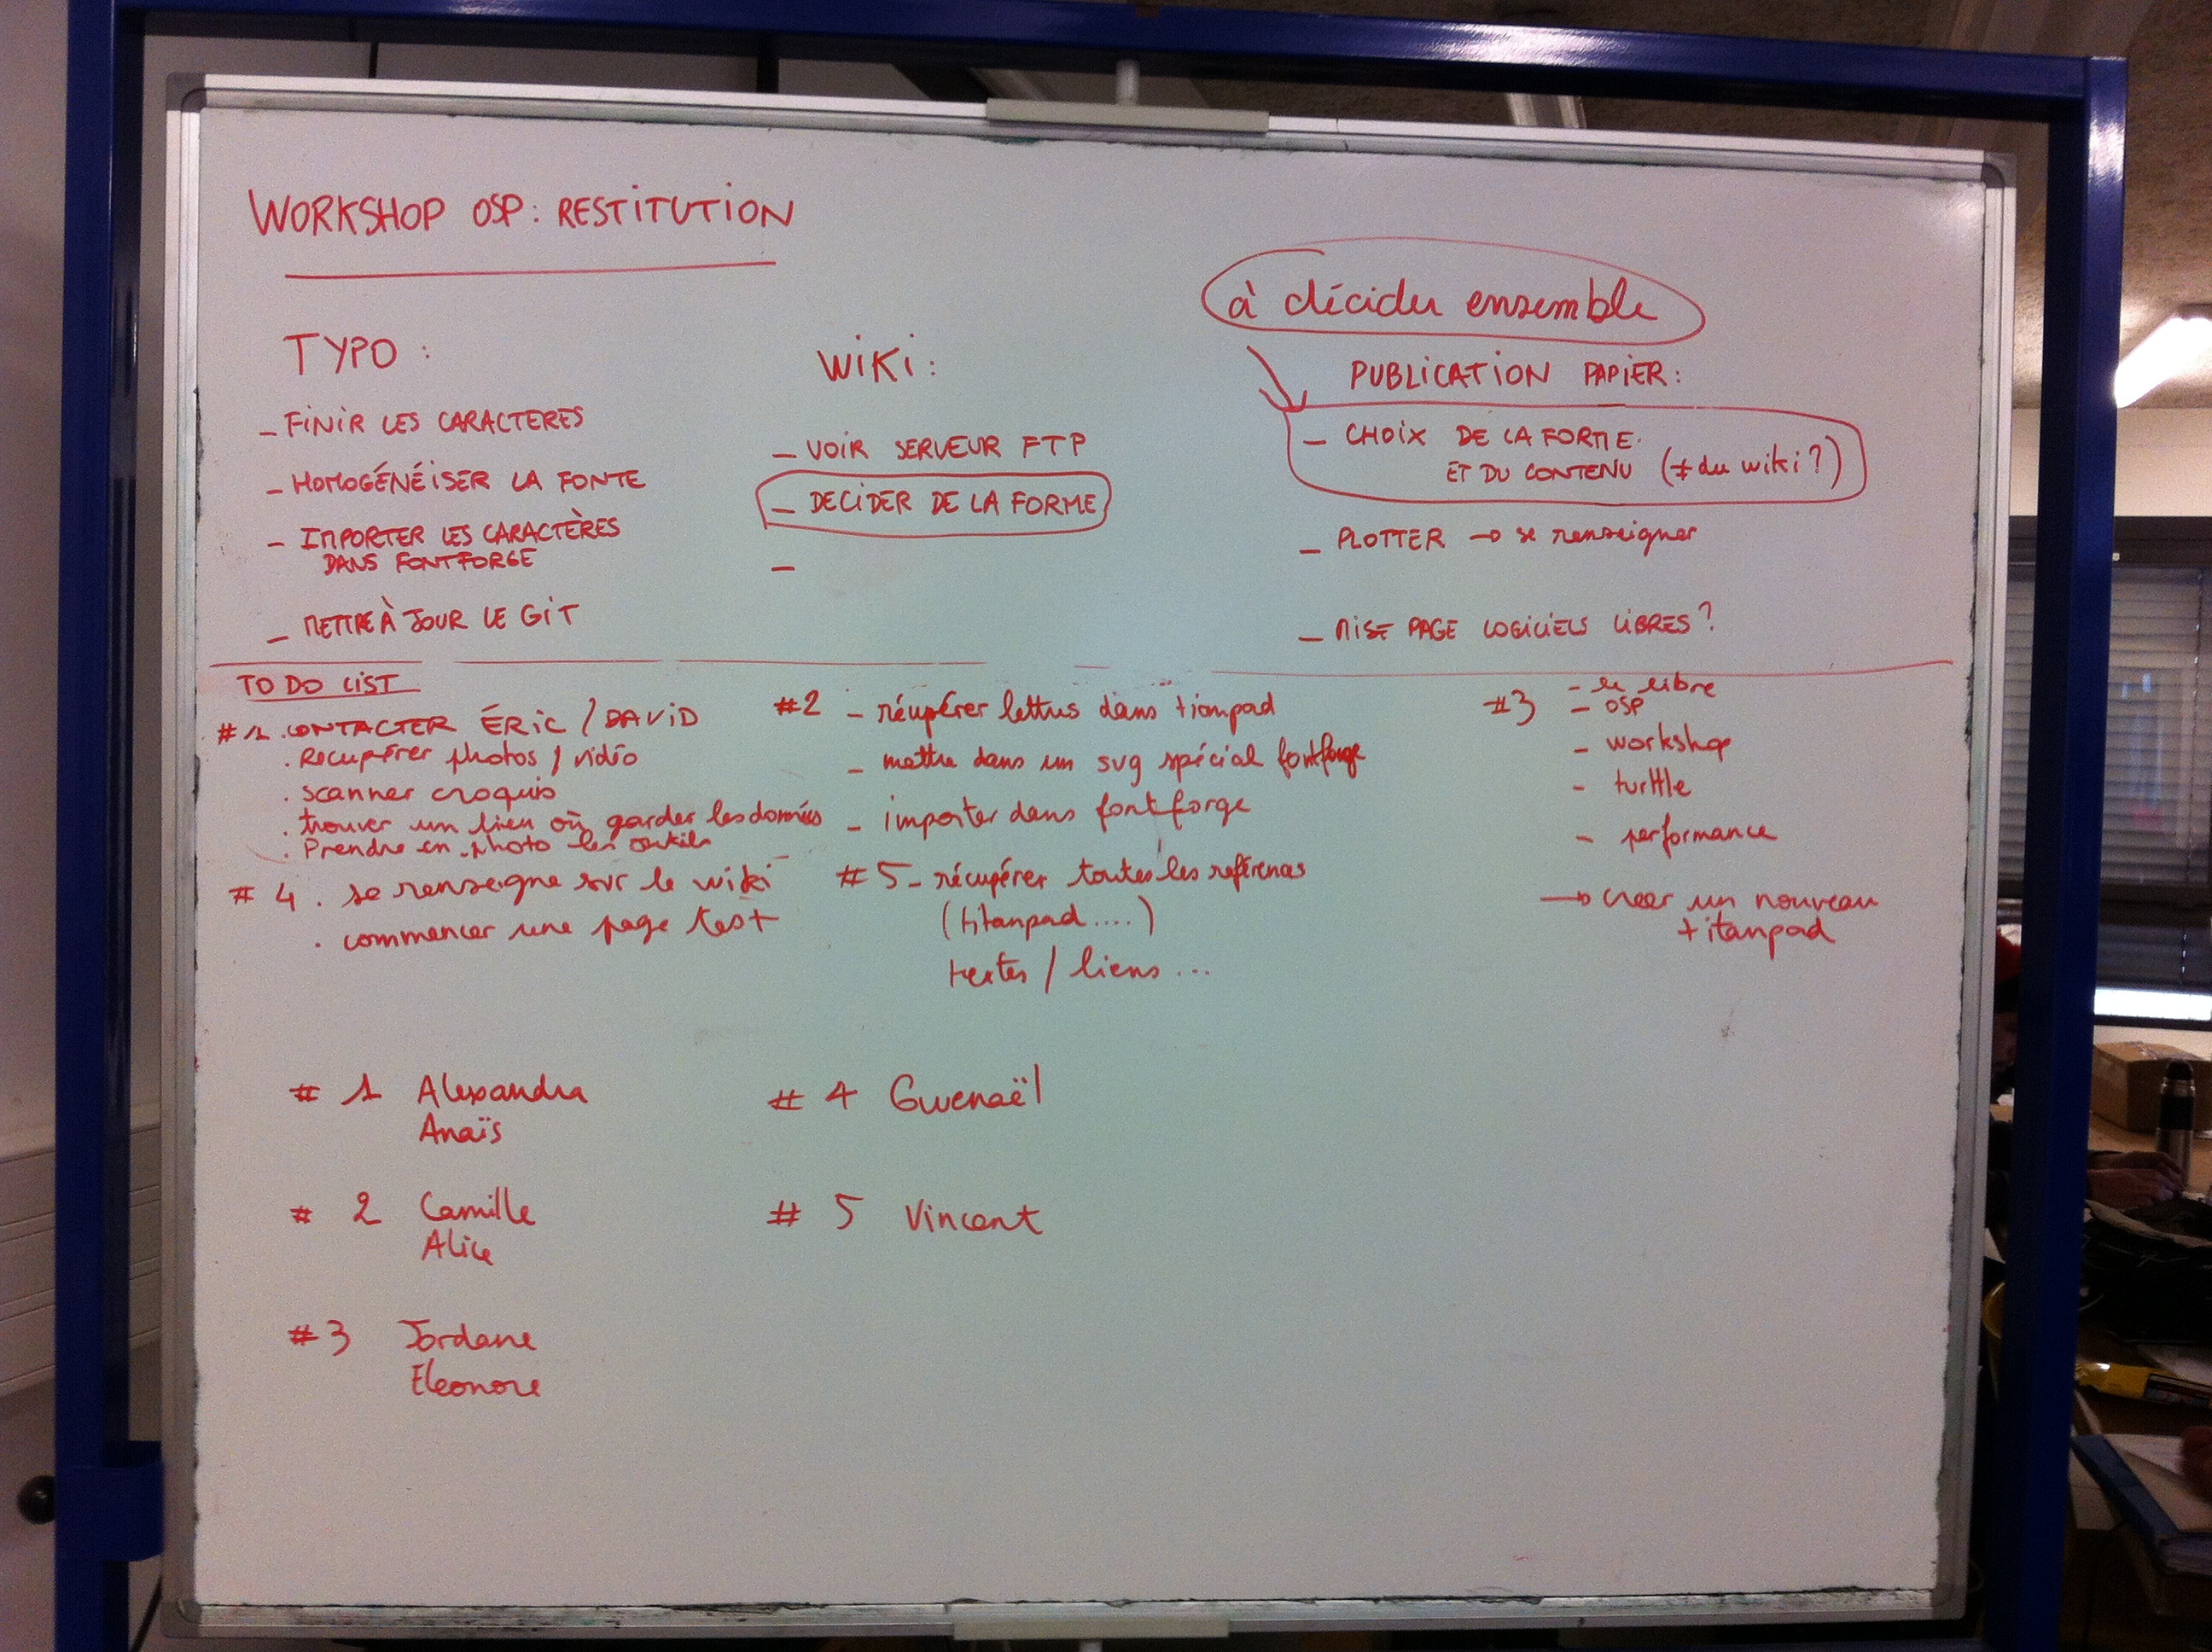 WORKSHOP OSP: RESTITUTION
TYPO :
_ FINIR LES CARACTERES
_ HOMOGÉNÉISER LA FONTE
_ IMPORTER LES CARACTÈRES
DANS FONTFORGE
_ METTRE À JOUR LE GIT
WIKI :
_ VOIR SERVEUR FTP
_ DECIDER DE LA FORME
_
à décider ensemble
PUBLICATION PAPIER :
_ CHOIX DE LA FORME
ET DU CONTENU (≠ du wiki ?)
_ PLOTTER → se renseigner
_ MISE PAGE LOGICIELS LIBRES ?
TO DO LIST
#1 . CONTACTER ÉRIC / DAVID
. Récupérer photos / vidéo
. scanner croquis
. trouver un lien où garder les données
. Prendre en photo les outils
#2 - récupérer lettres dans tianpad
- mettre dans un svg spécial fontforge
- importer dans fontforge
#3 - le libre
- OSP
- workshop
- turttle
- performance
→ creer un nouveau
titanpad
# 4 . se renseigne sur le wiki
. commencer une page test
# 5 - récupérer toutes les références
(titanpad ....)
textes / liens ...
# 1 Alexandra
Anaïs
# 2 Camille
Alice
#3 Jordane
Eleonore
# 4 Gwenaël
# 5 Vincent